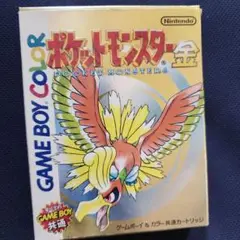 Nintendo
ポケットモンスター 金
POCKET MONSTERS
GAME BOY COLOR
GAME BOY
共通
ゲームボーイ&カラー共通カートリッジ